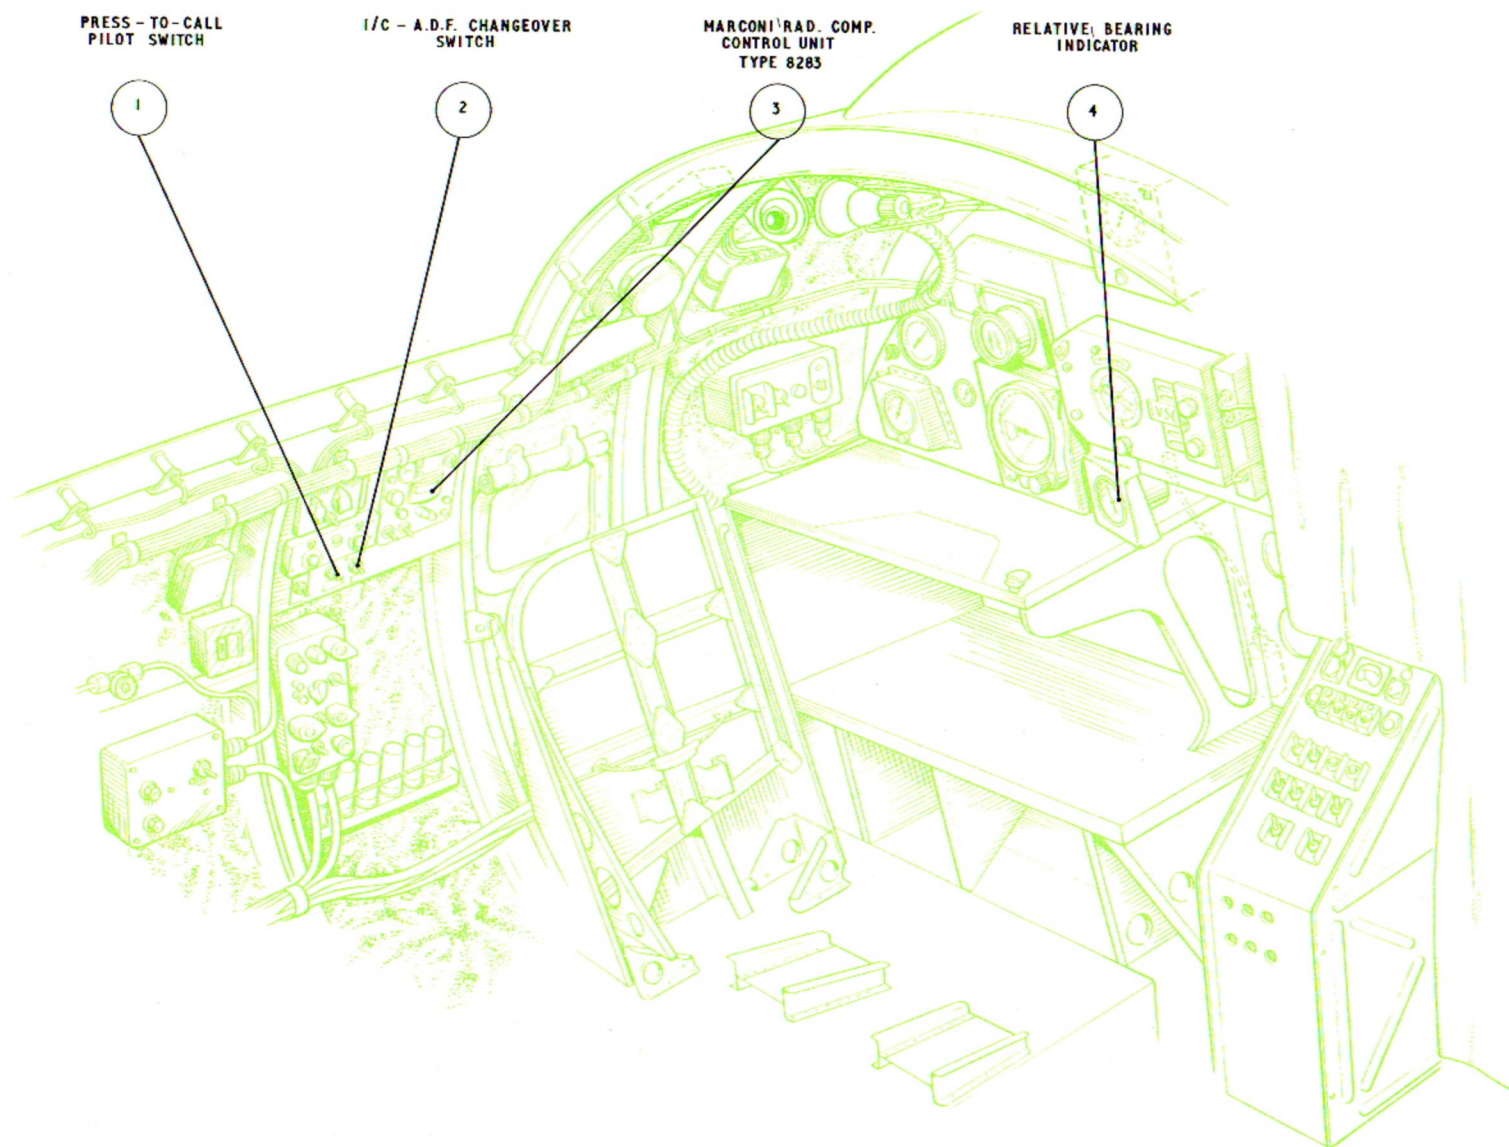 PRESS - TO - CALL
PILOT SWITCH
I/C - A.D.F. CHANGEOVER
SWITCH
MARCONI RAD. COMP.
CONTROL UNIT
TYPE 8283
RELATIVE BEARING
INDICATOR
1
2
3
4